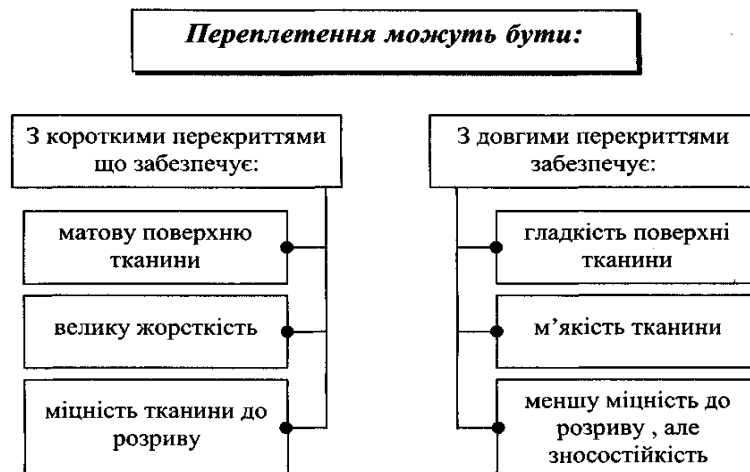 Переплетення можуть бути:
З короткими перекриттями
що забезпечує:
матову поверхню
тканини
велику жорсткість
міцність тканини до
розриву
З довгими перекриттями
забезпечує:
гладкість поверхні
тканини
м’якість тканини
меншу міцність до
розриву , але
зносостійкість